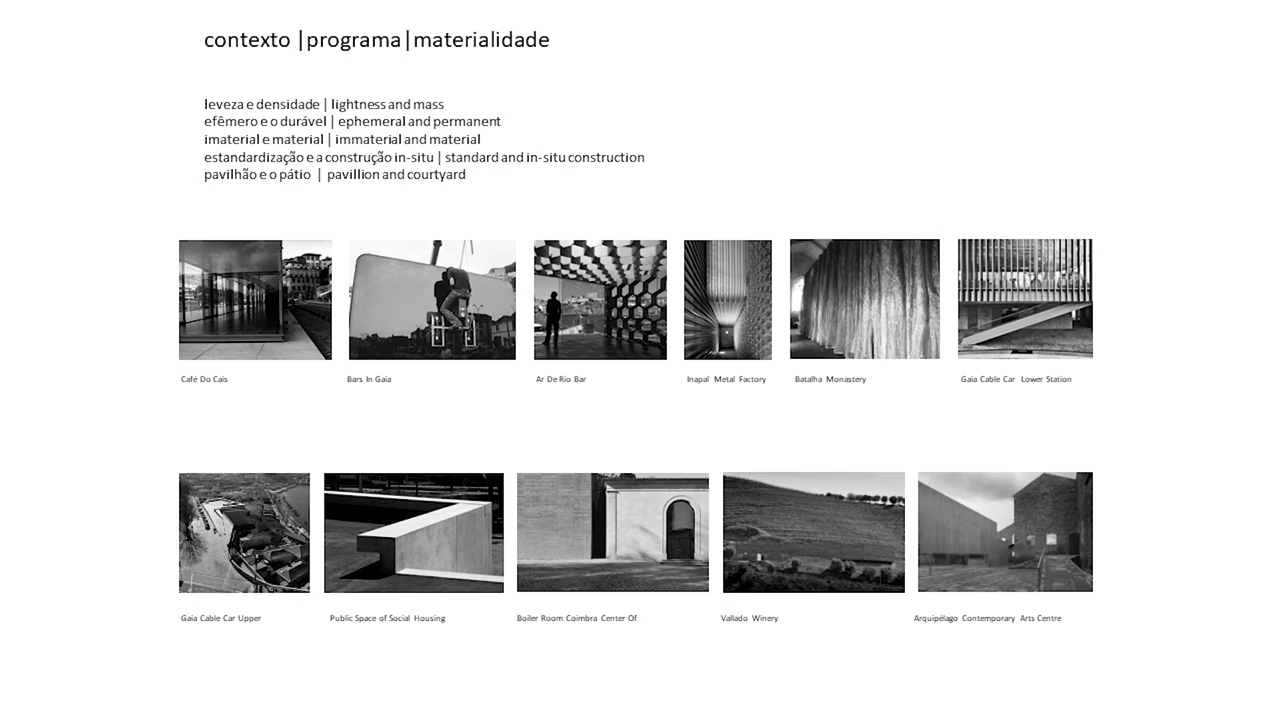 contexto |programa|materialidade
leveza e densidade | lightness and mass
efêmero e o durável | ephemeral and permanent
imaterial e material | immaterial and material
estandardização e a construção in-situ | standard and in-situ construction
pavilhão e o pátio | pavillion and courtyard
Café Do Cais
Bars In Gaia
Ar De Rio Bar
Inapal Metal Factory
Batalha Monastery
Gaia Cable Car Lower Station
Gaia Cable Car Upper
Public Space of Social Housing
Boiler Room Coimbra Center Of
Vallado Winery
Arquipélago Contemporary Arts Centre